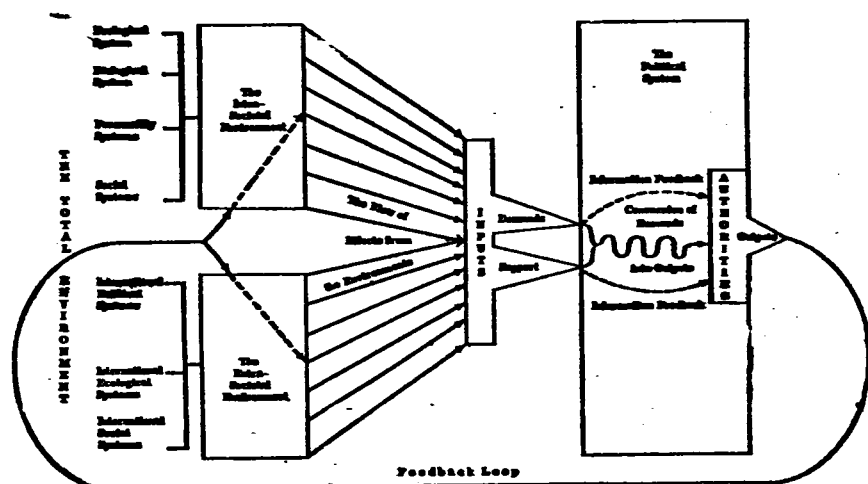 THE TOTAL ENVIRONMENT
Ecological
System
Biological
System
Personality
Systems
Social
Systems
The
Intra-
Societal
Environment
International
Political
Systems
International
Ecological
Systems
International
Social
Systems
The
Extra-
Societal
Environment
The Flow of
Effects from
the Environments
INPUTS
Demands
Support
The
Political
System
Information Feedback
Conversion of
Demands
into Outputs
Information Feedback
AUTHORITIES
Outputs
Feedback Loop